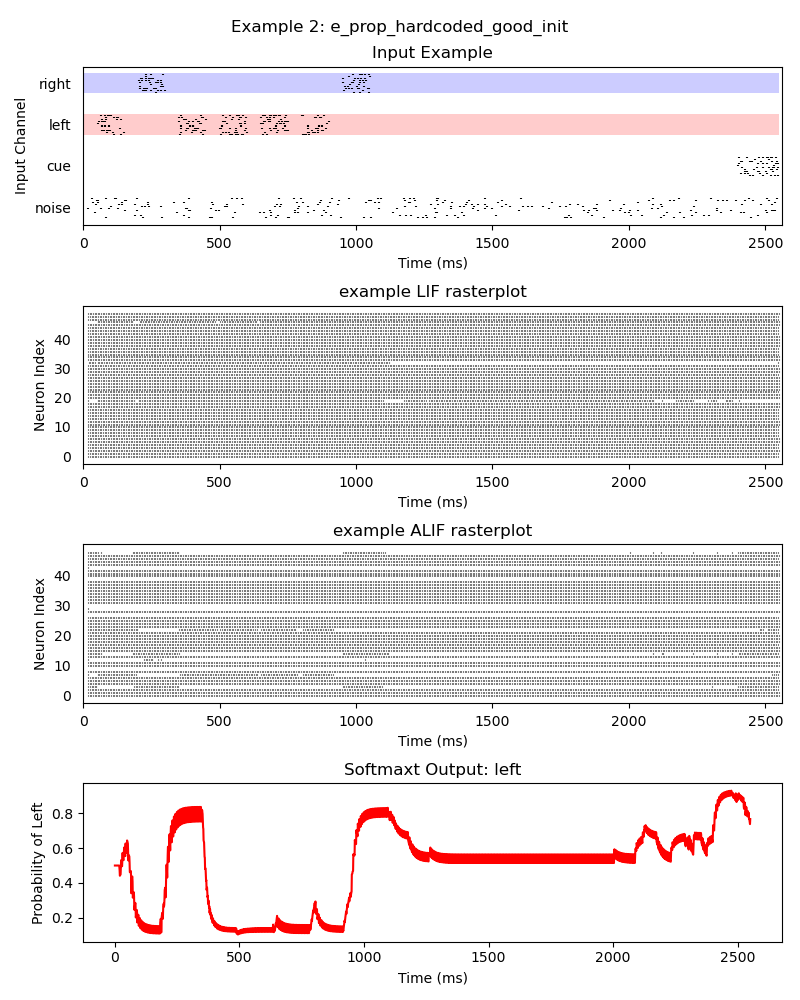 Example 2: e_prop_hardcoded_good_init
Input Example
Input Channel
right
left
cue
noise
0 500 1000 1500 2000 2500
Time (ms)
example LIF rasterplot
Neuron Index
40
30
20
10
0
0 500 1000 1500 2000 2500
Time (ms)
example ALIF rasterplot
Neuron Index
40
30
20
10
0
0 500 1000 1500 2000 2500
Time (ms)
Softmaxt Output: left
Probability of Left
0.8
0.6
0.4
0.2
0 500 1000 1500 2000 2500
Time (ms)